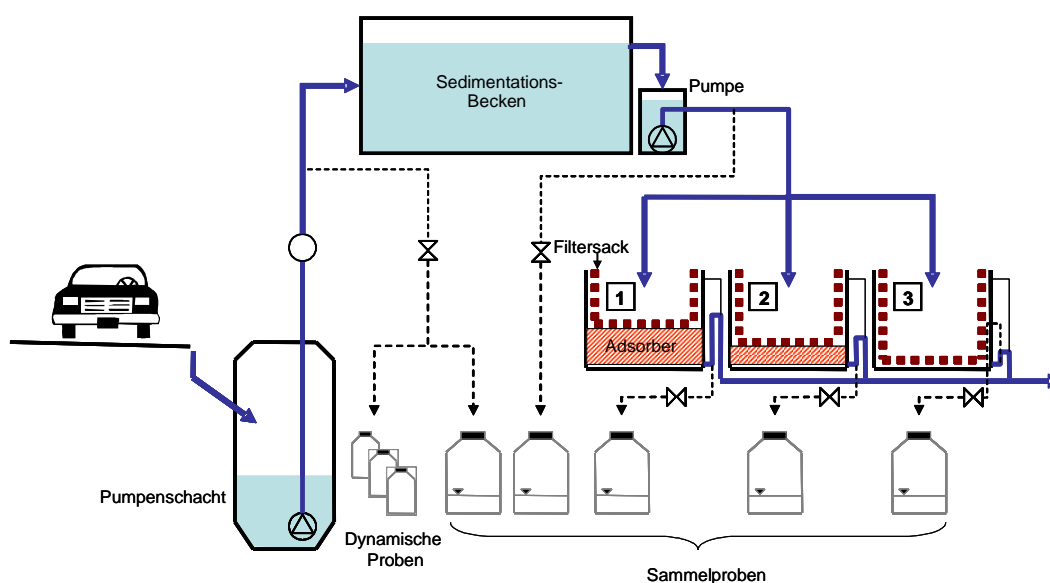 Sedimentations-
Becken
Pumpe
Filtersack
1
2
3
Adsorber
Pumpenschacht
Dynamische
Proben
Sammelproben